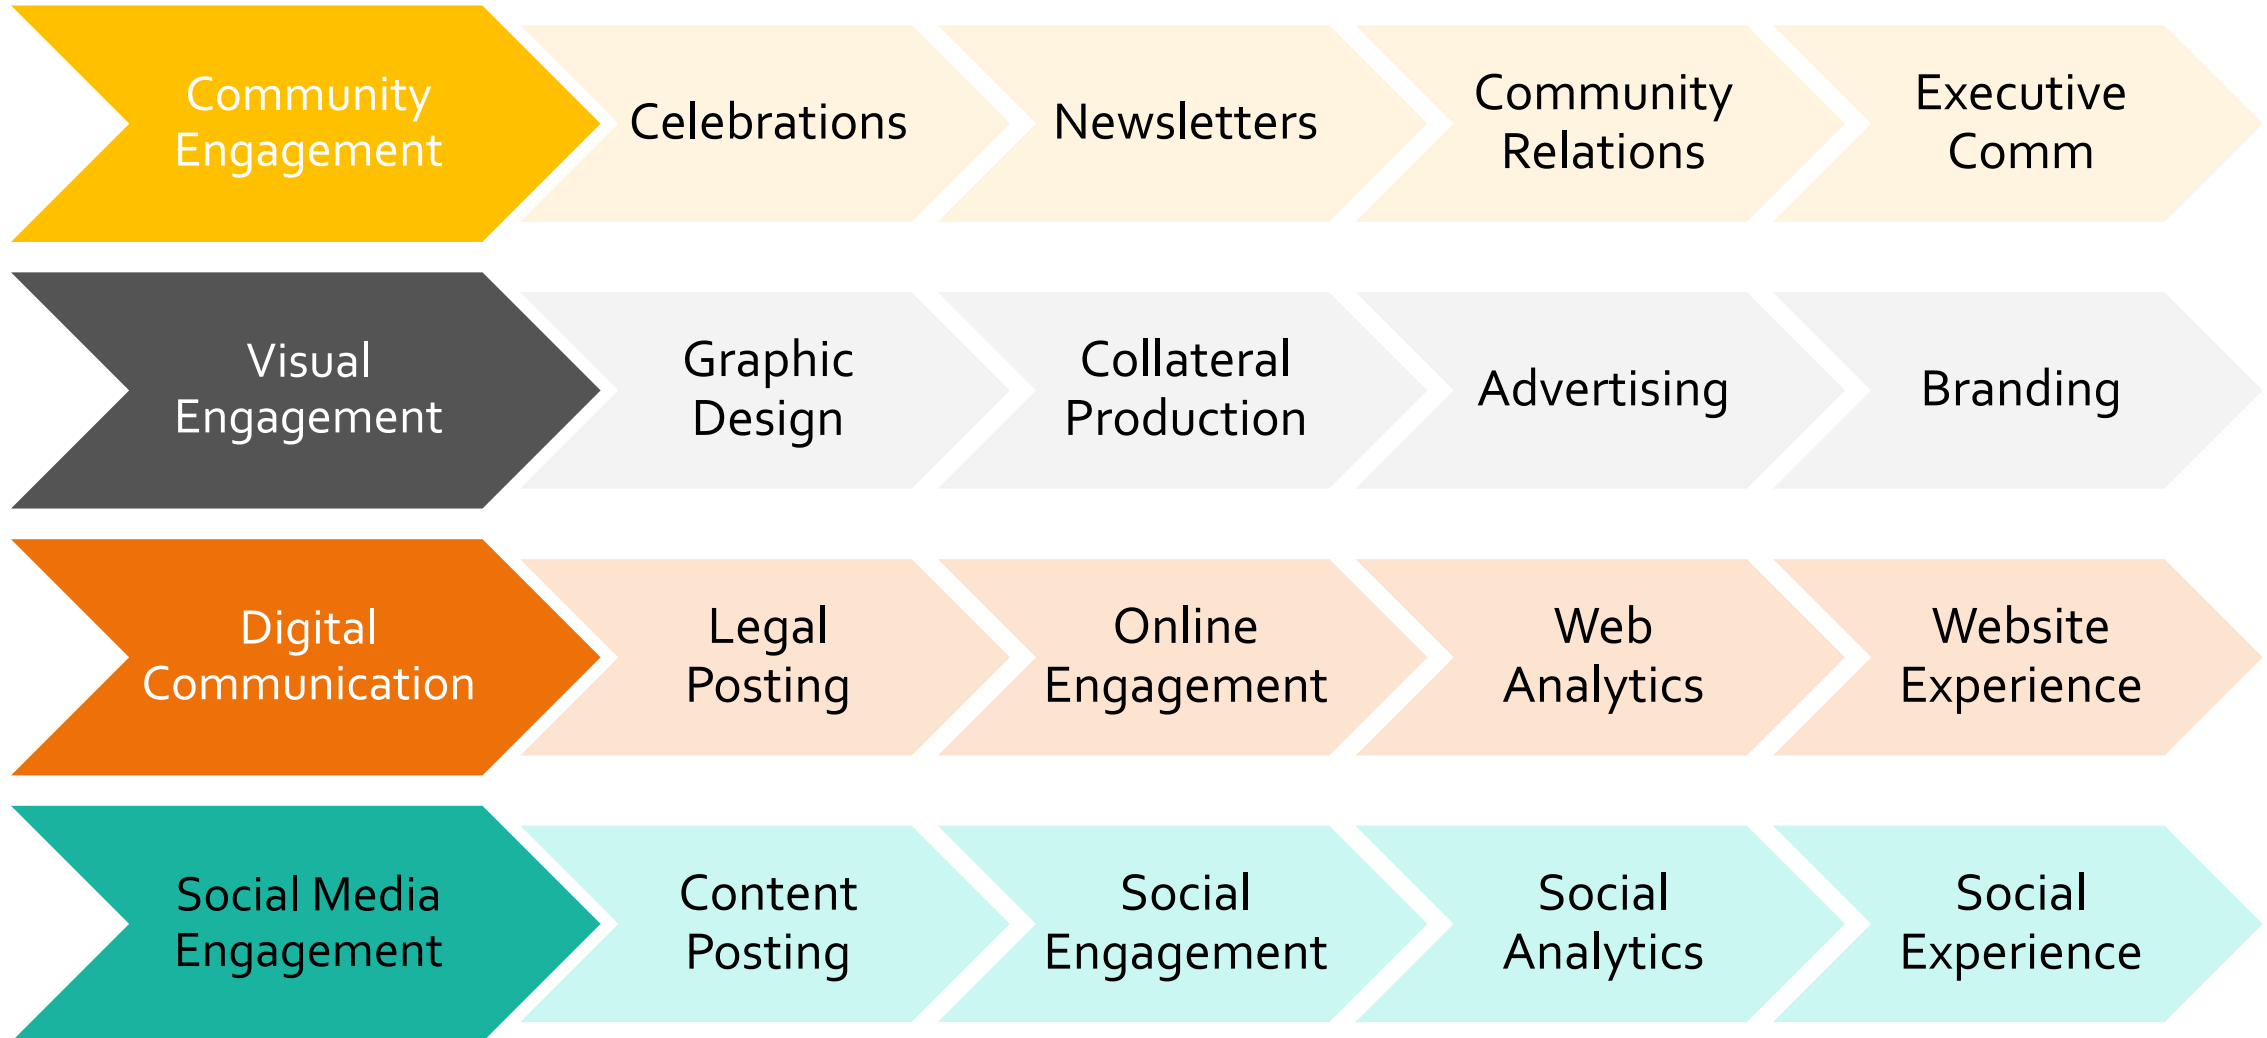 Community
Engagement
Celebrations
Newsletters
Community
Relations
Executive
Comm
Visual
Engagement
Graphic
Design
Collateral
Production
Advertising
Branding
Digital
Communication
Legal
Posting
Online
Engagement
Web
Analytics
Website
Experience
Social Media
Engagement
Content
Posting
Social
Engagement
Social
Analytics
Social
Experience